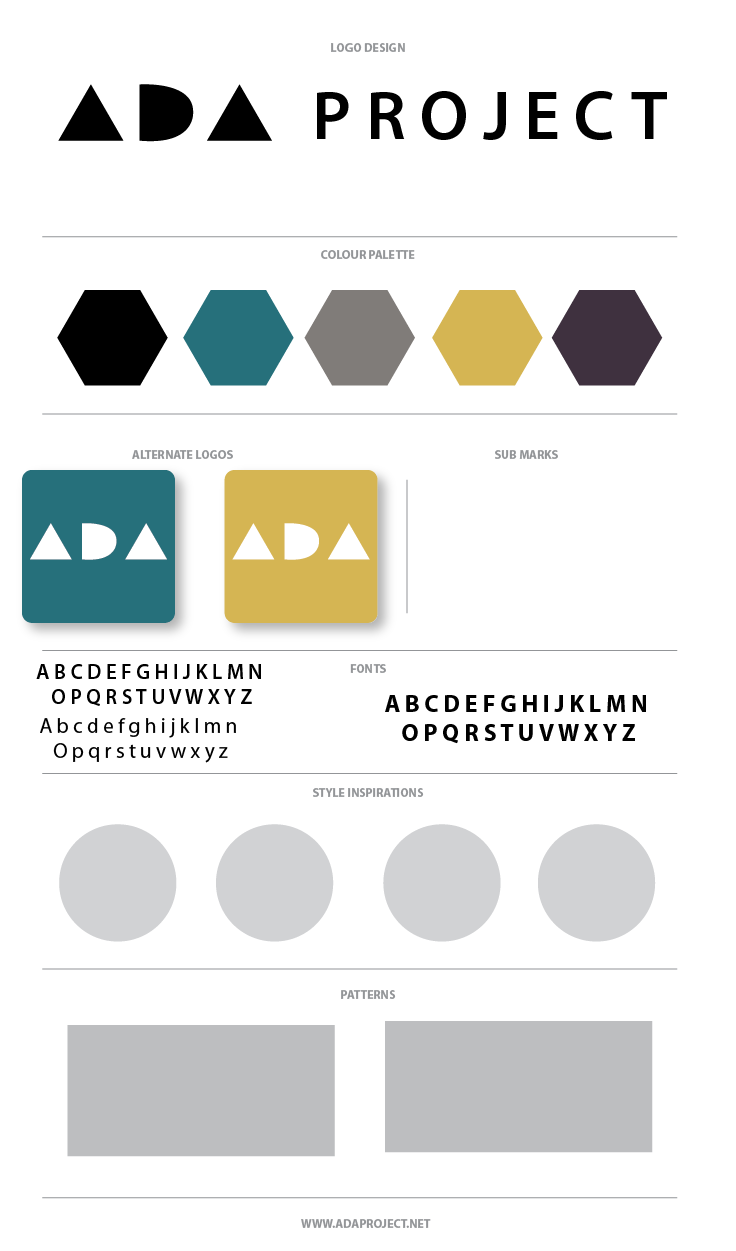 LOGO DESIGN
ADA PROJECT
COLOUR PALETTE
ALTERNATE LOGOS
SUB MARKS
ADA
ADA
FONTS
ABCDEFGHIJKLMN
OPQRSTUVWXYZ
Abcdefghijklmn
Opqrstuvwxyz
ABCDEFGHIJKLMN
OPQRSTUVWXYZ
STYLE INSPIRATIONS
PATTERNS
WWW.ADAPROJECT.NET